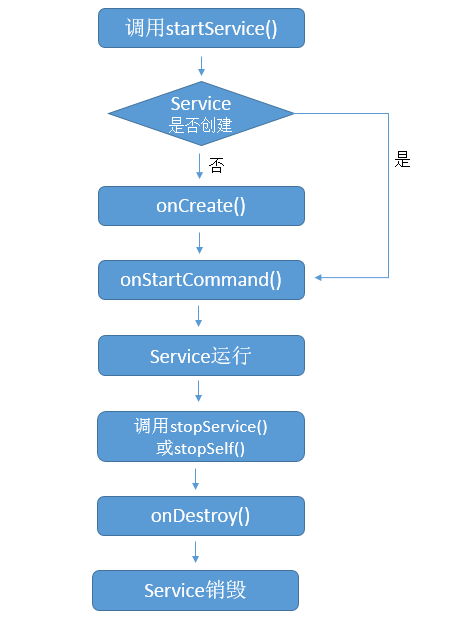 调用startService()
Service
是否创建
否
是
onCreate()
onStartCommand()
Service运行
调用stopService()
或stopSelf()
onDestroy()
Service销毁